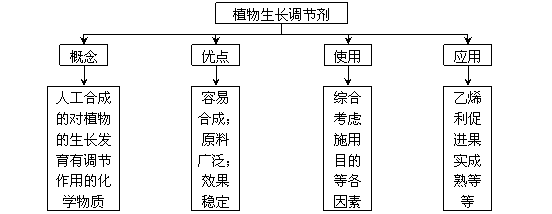 植物生长调节剂
概念
优点
使用
应用
人工合成
的对植物
的生长发
育有调节
作用的化
学物质
容易
合成；
原料
广泛；
效果
稳定
综合
考虑
施用
目的
等各
因素
乙烯
利促
进果
实成
熟等
等